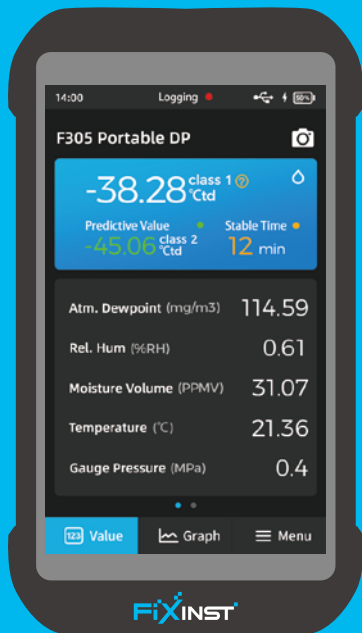 14:00 Logging 50%
F305 Portable DP
-38.28 class 1 ?
°Ctd
Predictive Value Stable Time
-45.06 class 2 12 min
°Ctd
Atm. Dewpoint (mg/m3) 114.59
Rel. Hum (%RH) 0.61
Moisture Volume (PPMV) 31.07
Temperature (°C) 21.36
Gauge Pressure (MPa) 0.4
123 Value Graph Menu
FiXINST